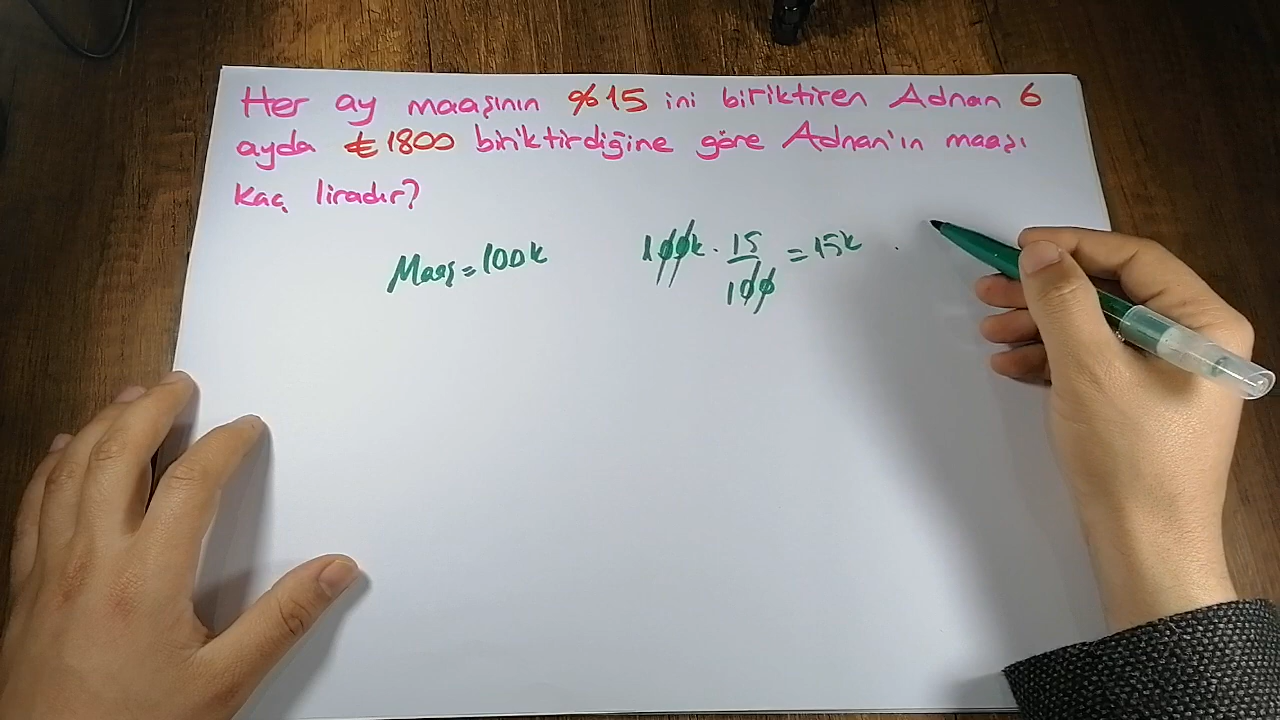 Her ay maaşının %15 ini biriktiren Adnan 6
ayda ₺1800 biriktirdiğine göre Adnan'ın maaşı
kaç liradır?
Maaş = 100k 100k · 15/100 = 15k ·